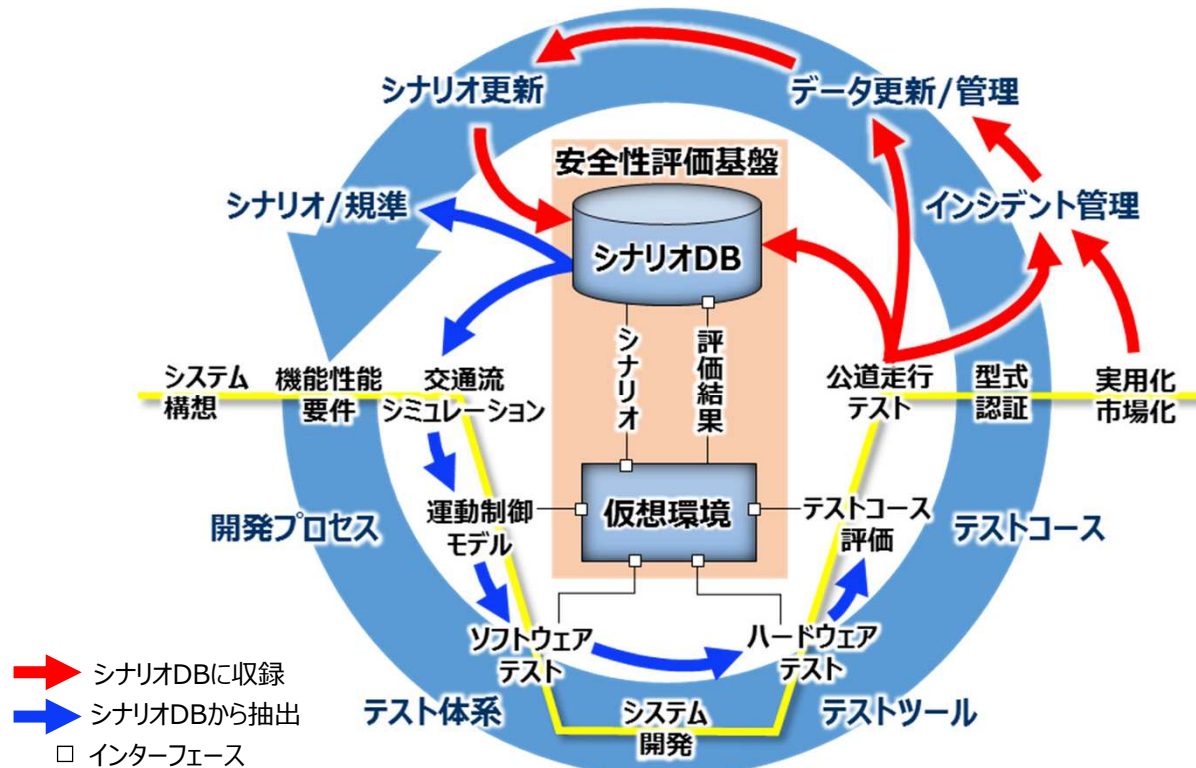 シナリオ更新
データ更新/管理
安全性評価基盤
シナリオ/規準
インシデント管理
シナリオDB
シナリオ
評価結果
システム
構想
機能性能
要件
交通流
シミュレーション
公道走行
テスト
型式
認証
実用化
市場化
開発プロセス
運動制御
モデル
仮想環境
テストコース
評価
テストコース
ソフトウェア
テスト
ハードウェア
テスト
テスト体系
システム
開発
テストツール
シナリオDBに収録
シナリオDBから抽出
インターフェース